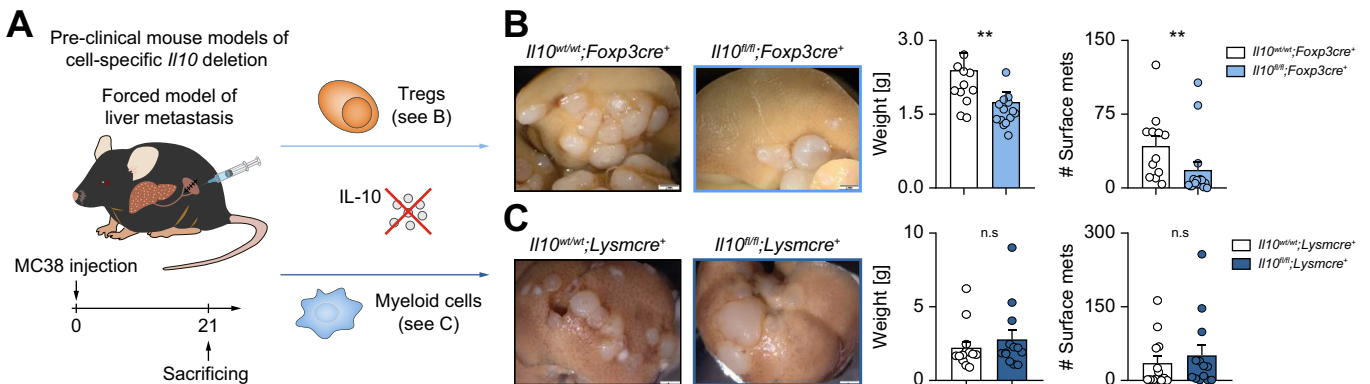 A
Pre-clinical mouse models of
cell-specific Il10 deletion
Forced model of
liver metastasis
MC38 injection
0
21
Sacrificing
Tregs
(see B)
IL-10
Myeloid cells
(see C)
B
Il10wt/wt;Foxp3cre+
Il10fl/fl;Foxp3cre+
Weight [g]
3.0
1.5
0.0
**
# Surface mets
150
75
0
**
Il10wt/wt;Foxp3cre+
Il10fl/fl;Foxp3cre+
C
Il10wt/wt;Lysmcre+
Il10fl/fl;Lysmcre+
Weight [g]
10
5
0
n.s
# Surface mets
300
150
0
n.s
Il10wt/wt;Lysmcre+
Il10fl/fl;Lysmcre+